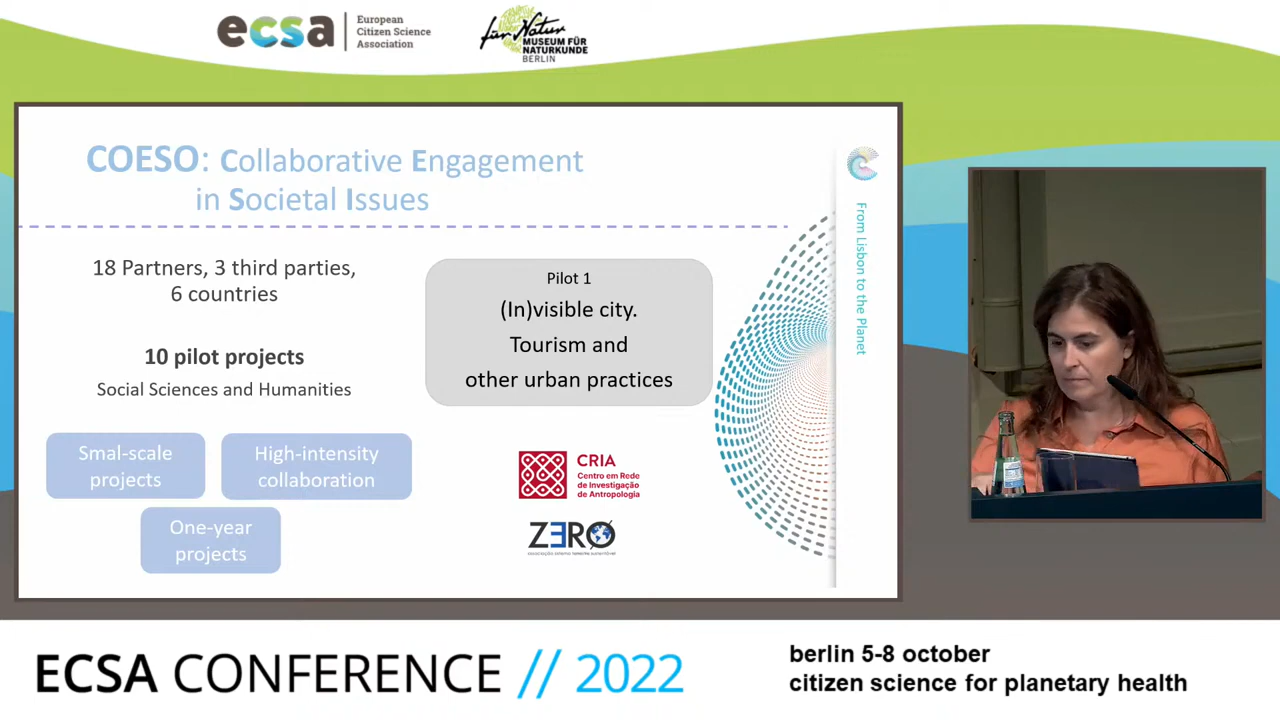 ecsa
European
Citizen Science
Association
für Natur
MUSEUM FÜR
NATURKUNDE
BERLIN
COESO: Collaborative Engagement
in Societal Issues
18 Partners, 3 third parties,
6 countries
10 pilot projects
Social Sciences and Humanities
Smal-scale
projects
High-intensity
collaboration
One-year
projects
Pilot 1
(In)visible city.
Tourism and
other urban practices
CRIA
Centro em Rede
de Investigação
de Antropologia
ZERO
From Lisbon to the Planet
ECSA CONFERENCE // 2022
berlin 5-8 october
citizen science for planetary health